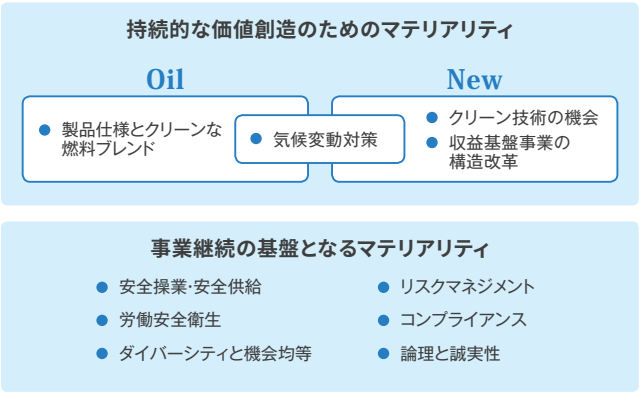 持続的な価値創造のためのマテリアリティ
Oil
New
製品仕様とクリーンな
燃料ブレンド
気候変動対策
クリーン技術の機会
収益基盤事業の
構造改革
事業継続の基盤となるマテリアリティ
安全操業・安全供給
労働安全衛生
ダイバーシティと機会均等
リスクマネジメント
コンプライアンス
論理と誠実性